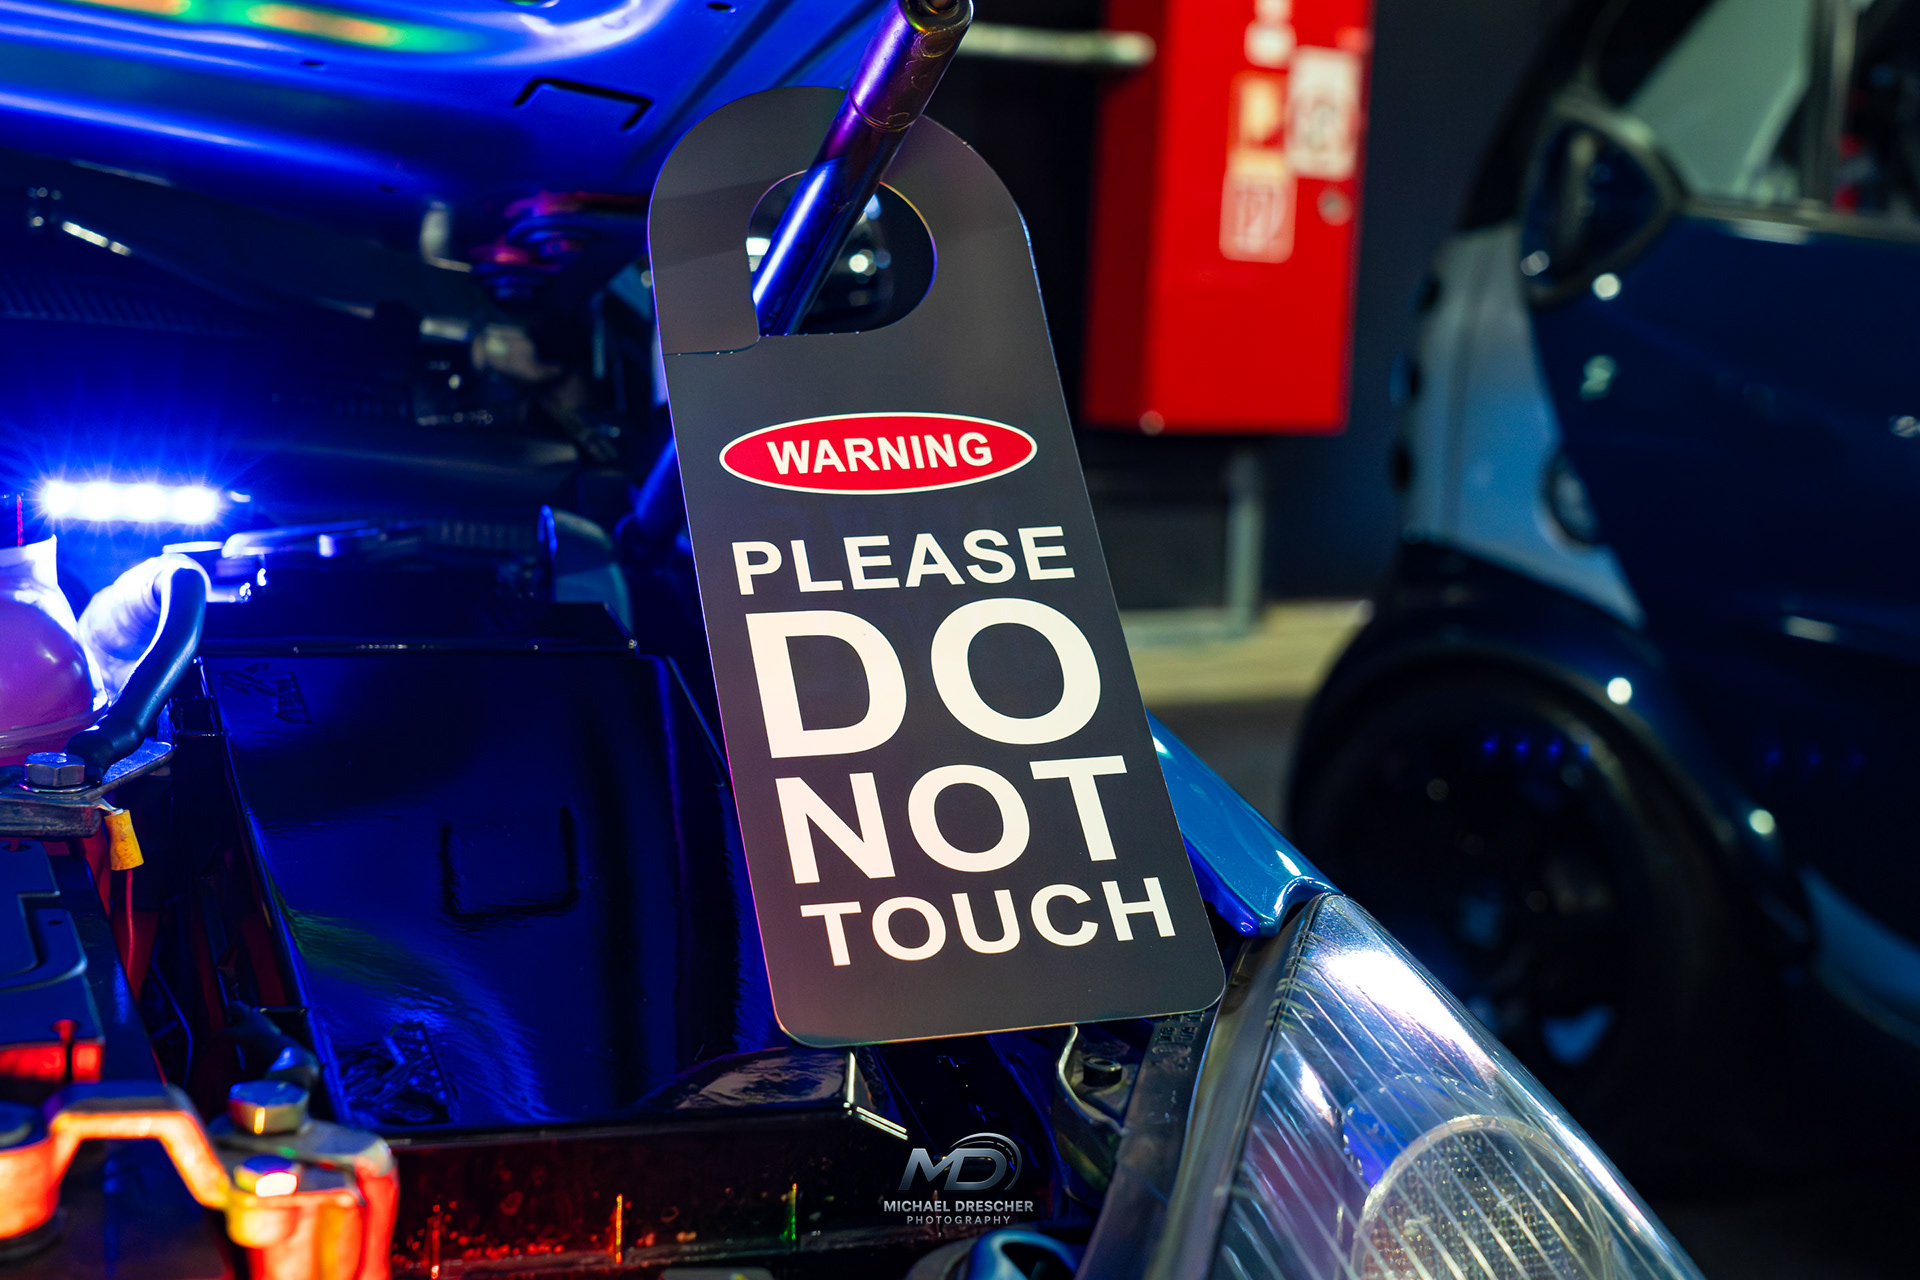 WARNING
PLEASE
DO
NOT
TOUCH
MD
MICHAEL DRESCHER
PHOTOGRAPHY